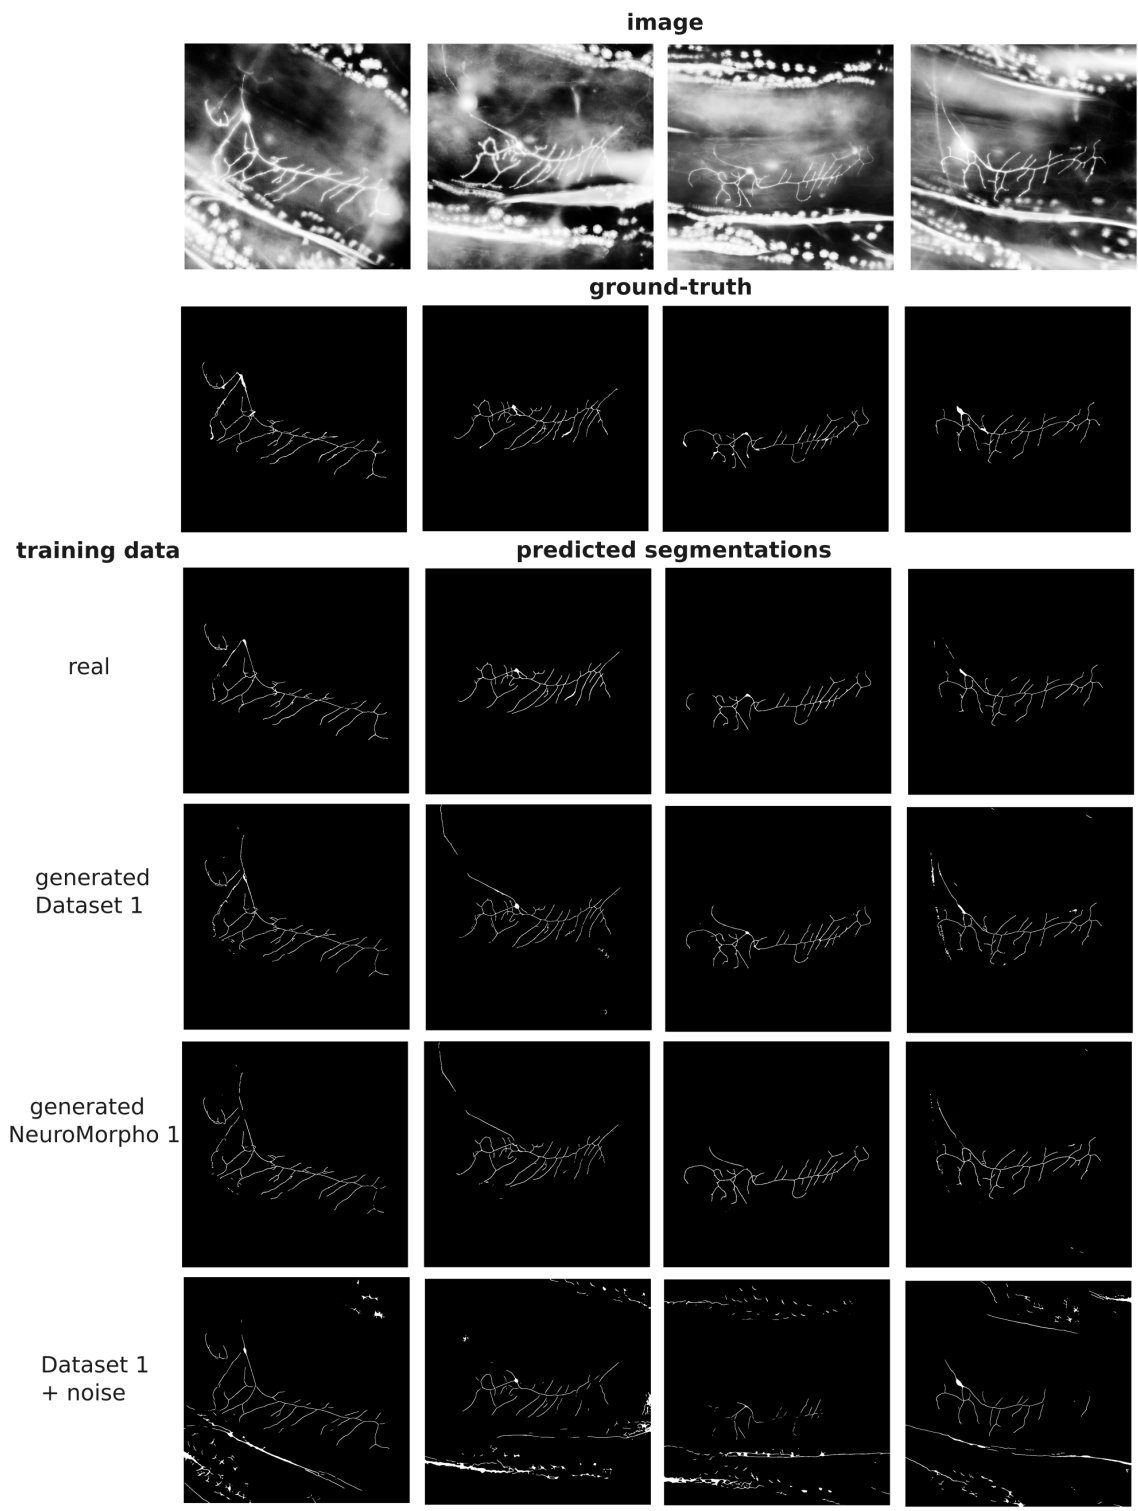 image
ground-truth
training data
predicted segmentations
real
generated
Dataset 1
generated
NeuroMorpho 1
Dataset 1
+ noise